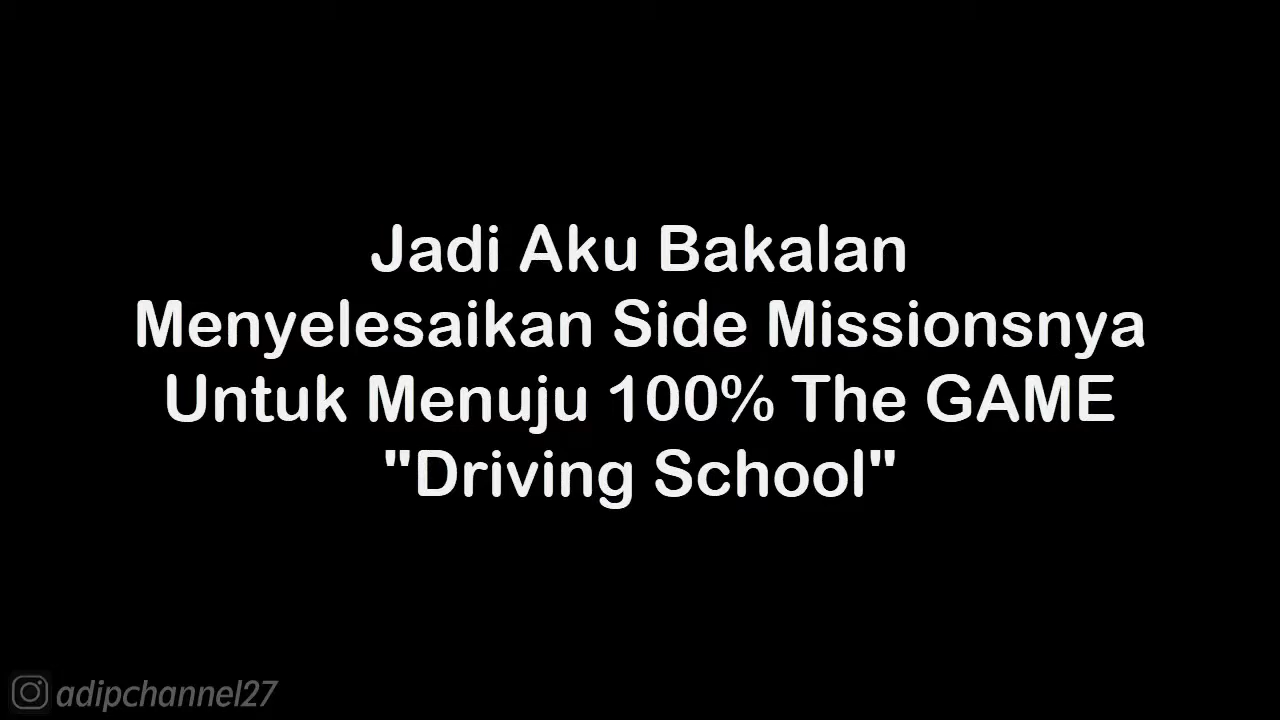 Jadi Aku Bakalan
Menyelesaikan Side Missionsnya
Untuk Menuju 100% The GAME
"Driving School"
adipchannel27